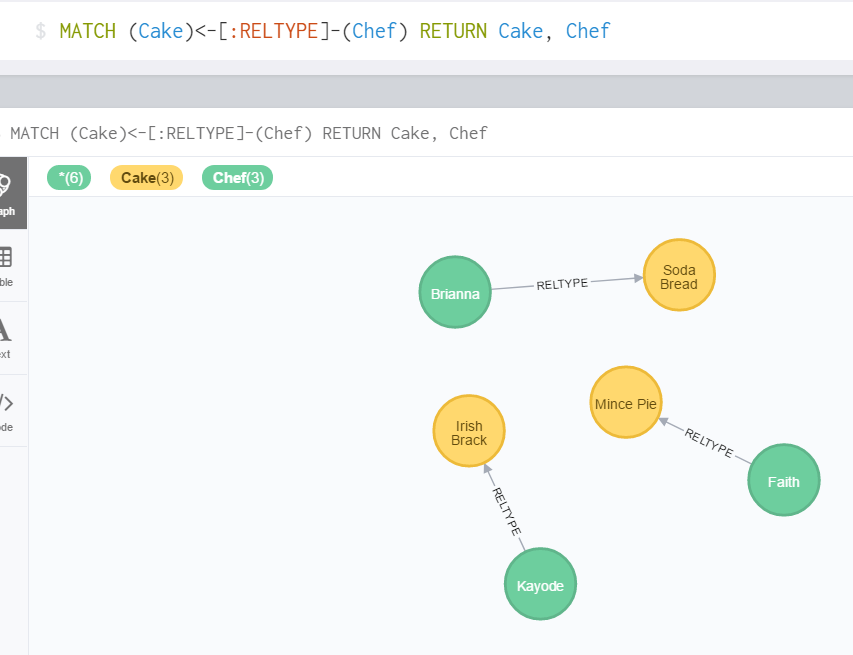 $ MATCH (Cake)<-[:RELTYPE]-(Chef) RETURN Cake, Chef
MATCH (Cake)<-[:RELTYPE]-(Chef) RETURN Cake, Chef
*(6) Cake(3) Chef(3)
aph
ble
A
ext
/>
ode
Brianna
RELTYPE
Soda
Bread
Irish
Brack
RELTYPE
Kayode
Mince Pie
RELTYPE
Faith